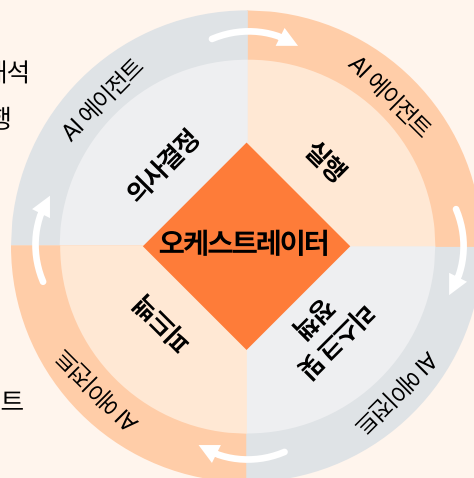 AI 에이전트
AI 에이전트
의사결정
실행
오케스트레이터
피드백
리스크 및
정책
AI 에이전트
AI 에이전트
트